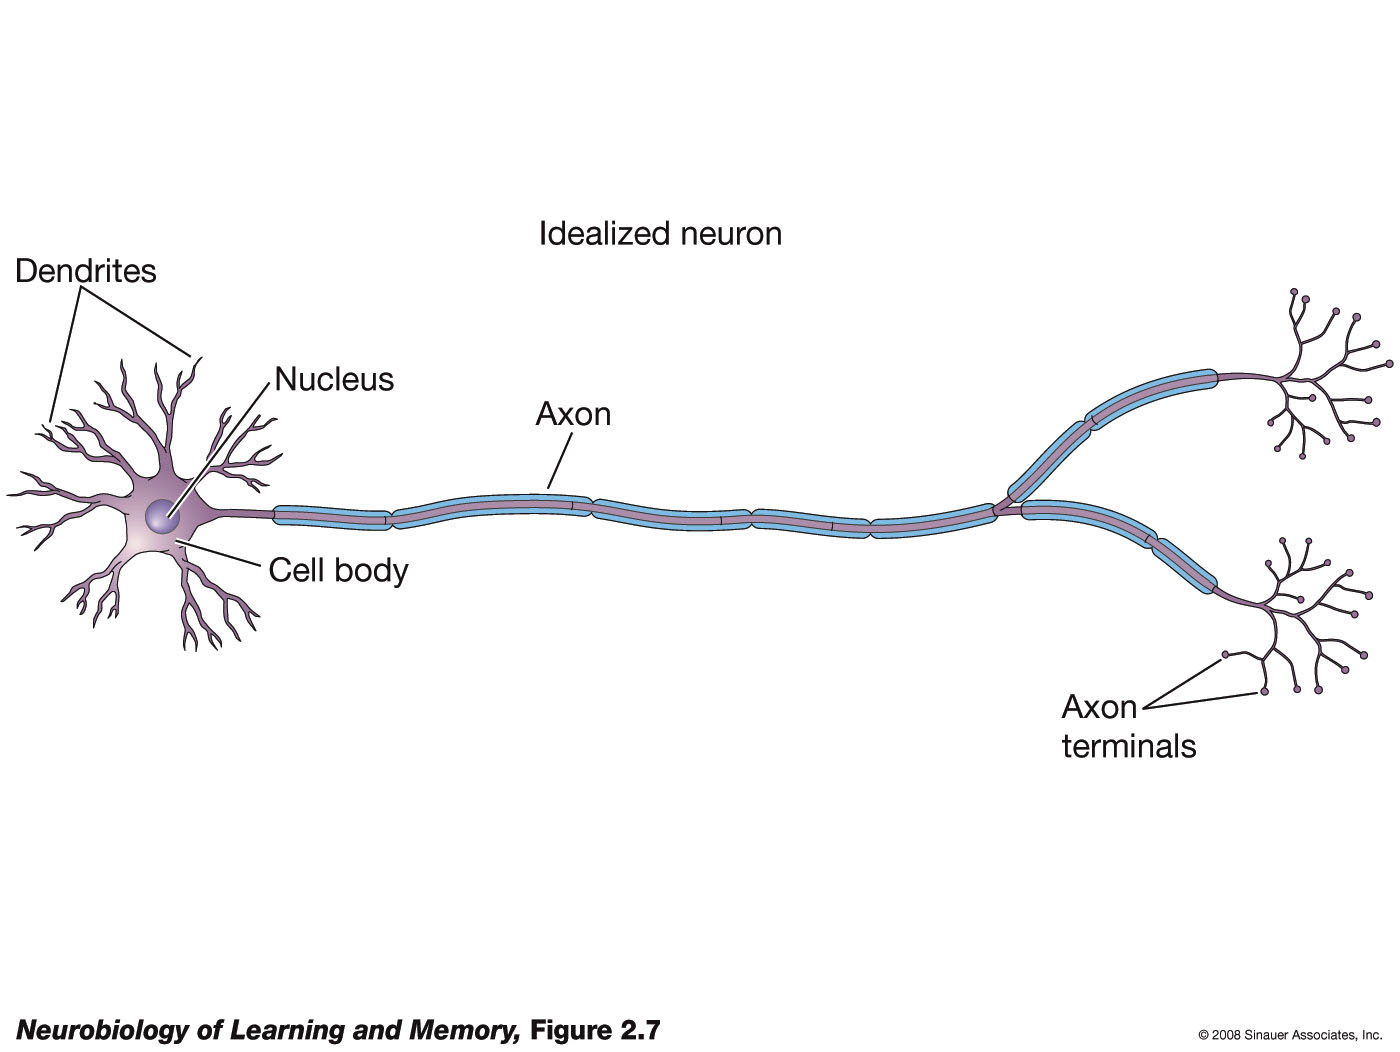 Idealized neuron
Dendrites
Nucleus
Axon
Cell body
Axon
terminals
Neurobiology of Learning and Memory, Figure 2.7
© 2008 Sinauer Associates, Inc.